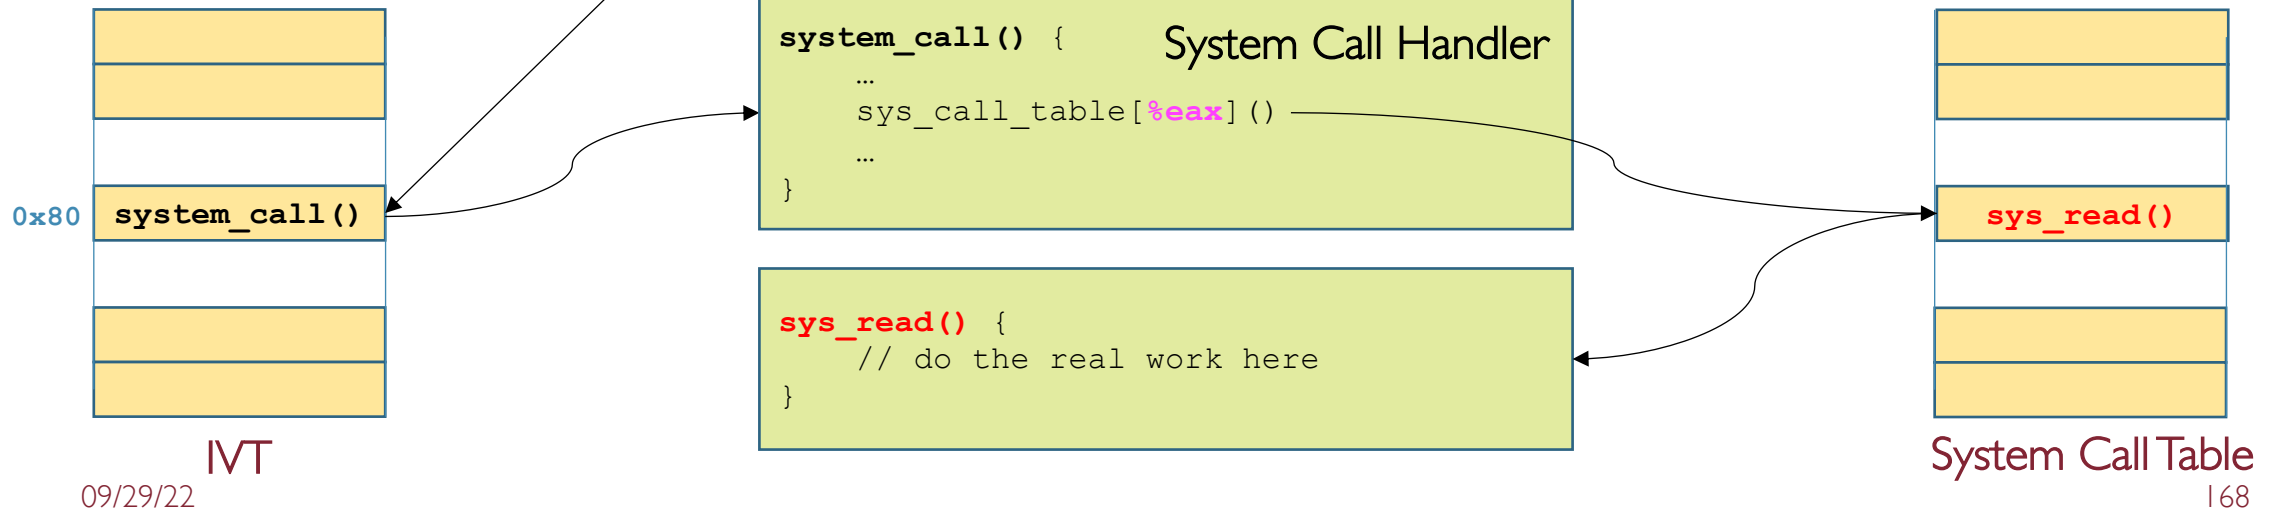 system_call() {
System Call Handler
…
sys_call_table[%eax]()
…
}
0x80
system_call()
sys_read()
sys_read() {
// do the real work here
}
IVT
System Call Table
09/29/22
168